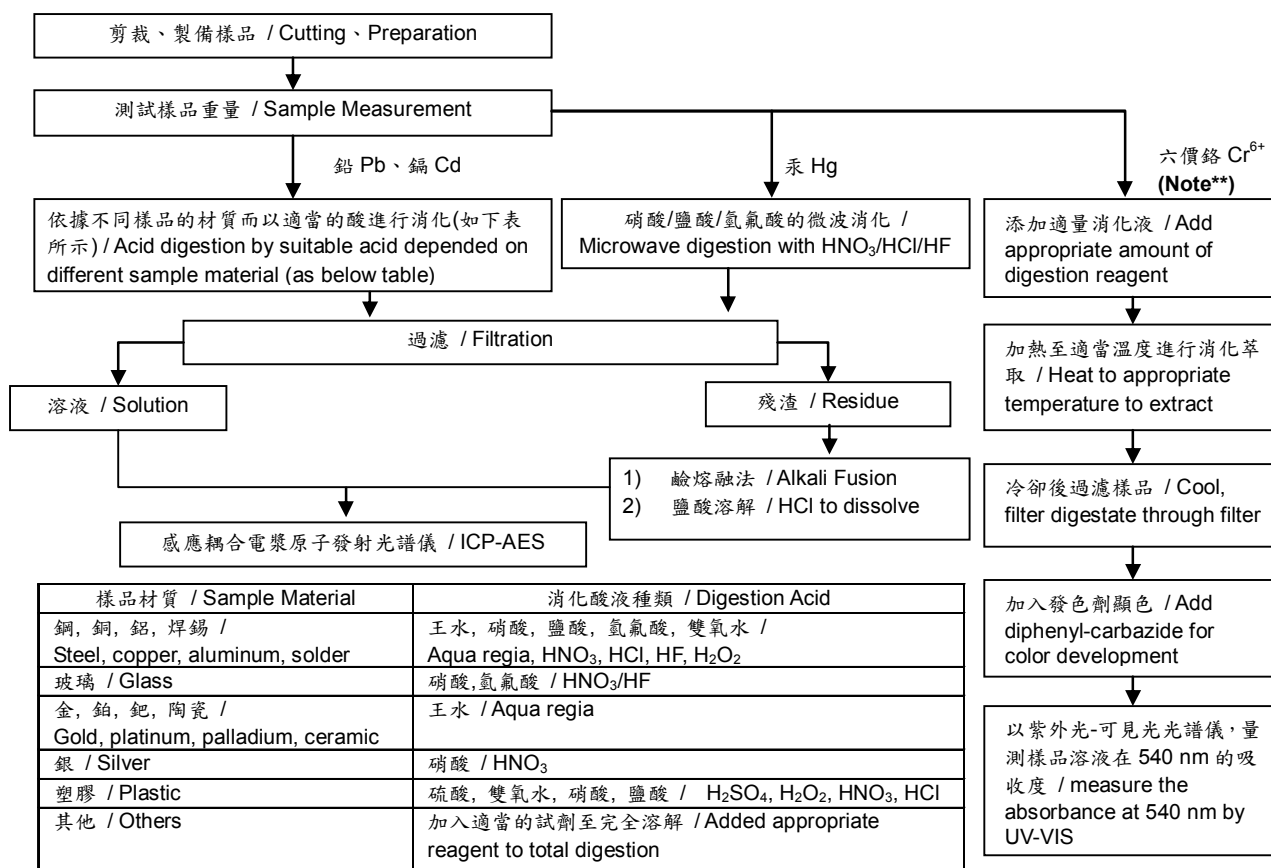 剪裁、製備樣品 / Cutting、Preparation
測試樣品重量 / Sample Measurement
鉛 Pb、鎘 Cd
汞 Hg
六價鉻 Cr⁶⁺
(Note**)
依據不同樣品的材質而以適當的酸進行消化(如下表
所示) / Acid digestion by suitable acid depended on
different sample material (as below table)
硝酸/鹽酸/氫氟酸的微波消化 /
Microwave digestion with HNO₃/HCl/HF
添加適量消化液 / Add
appropriate amount of
digestion reagent
過濾 / Filtration
溶液 / Solution
殘渣 / Residue
加熱至適當溫度進行消化萃
取 / Heat to appropriate
temperature to extract
1) 鹼熔融法 / Alkali Fusion
2) 鹽酸溶解 / HCl to dissolve
感應耦合電漿原子發射光譜儀 / ICP-AES
冷卻後過濾樣品 / Cool,
filter digestate through filter
加入發色劑顯色 / Add
diphenyl-carbazide for
color development
以紫外光-可見光光譜儀，量
測樣品溶液在 540 nm 的吸
收度 / measure the
absorbance at 540 nm by
UV-VIS
樣品材質 / Sample Material
消化酸液種類 / Digestion Acid
鋼, 銅, 鋁, 焊錫 /
Steel, copper, aluminum, solder
王水, 硝酸, 鹽酸, 氫氟酸, 雙氧水 /
Aqua regia, HNO₃, HCl, HF, H₂O₂
玻璃 / Glass
硝酸,氫氟酸 / HNO₃/HF
金, 鉑, 鈀, 陶瓷 /
Gold, platinum, palladium, ceramic
王水 / Aqua regia
銀 / Silver
硝酸 / HNO₃
塑膠 / Plastic
硫酸, 雙氧水, 硝酸, 鹽酸 / H₂SO₄, H₂O₂, HNO₃, HCl
其他 / Others
加入適當的試劑至完全溶解 / Added appropriate
reagent to total digestion